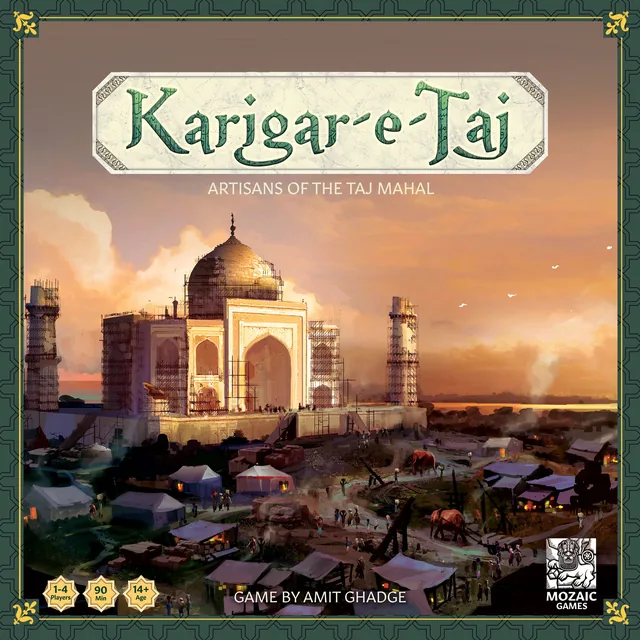 Karigar-e-Taj
ARTISANS OF THE TAJ MAHAL
1-4
Players
90
Min
14+
Age
GAME BY AMIT GHADGE
MOZAIC
GAMES